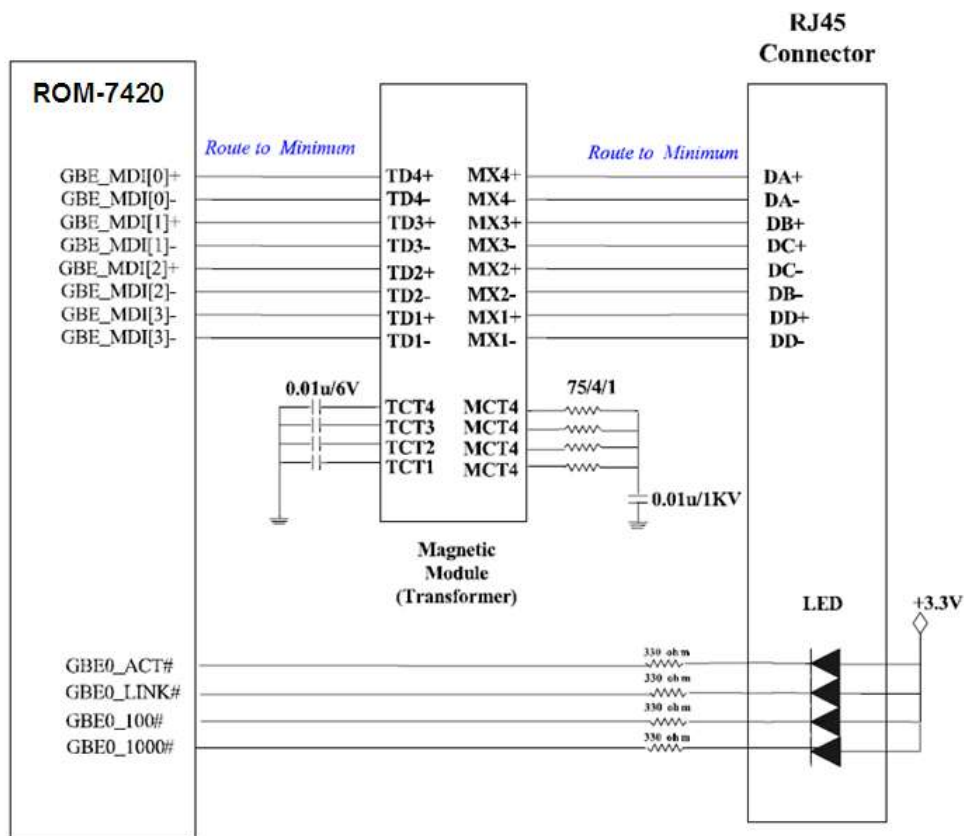 RJ45
Connector
ROM-7420
Route to Minimum
Route to Minimum
GBE_MDI[0]+
GBE_MDI[0]-
GBE_MDI[1]+
GBE_MDI[1]-
GBE_MDI[2]+
GBE_MDI[2]-
GBE_MDI[3]-
GBE_MDI[3]-
TD4+
TD4-
TD3+
TD3-
TD2+
TD2-
TD1+
TD1-
MX4+
MX4-
MX3+
MX3-
MX2+
MX2-
MX1+
MX1-
DA+
DA-
DB+
DC+
DC-
DB-
DD+
DD-
0.01u/6V
TCT4
TCT3
TCT2
TCT1
MCT4
MCT4
MCT4
MCT4
75/4/1
0.01u/1KV
Magnetic
Module
(Transformer)
LED
+3.3V
GBE0_ACT#
GBE0_LINK#
GBE0_100#
GBE0_1000#
330 ohm
330 ohm
330 ohm
330 ohm